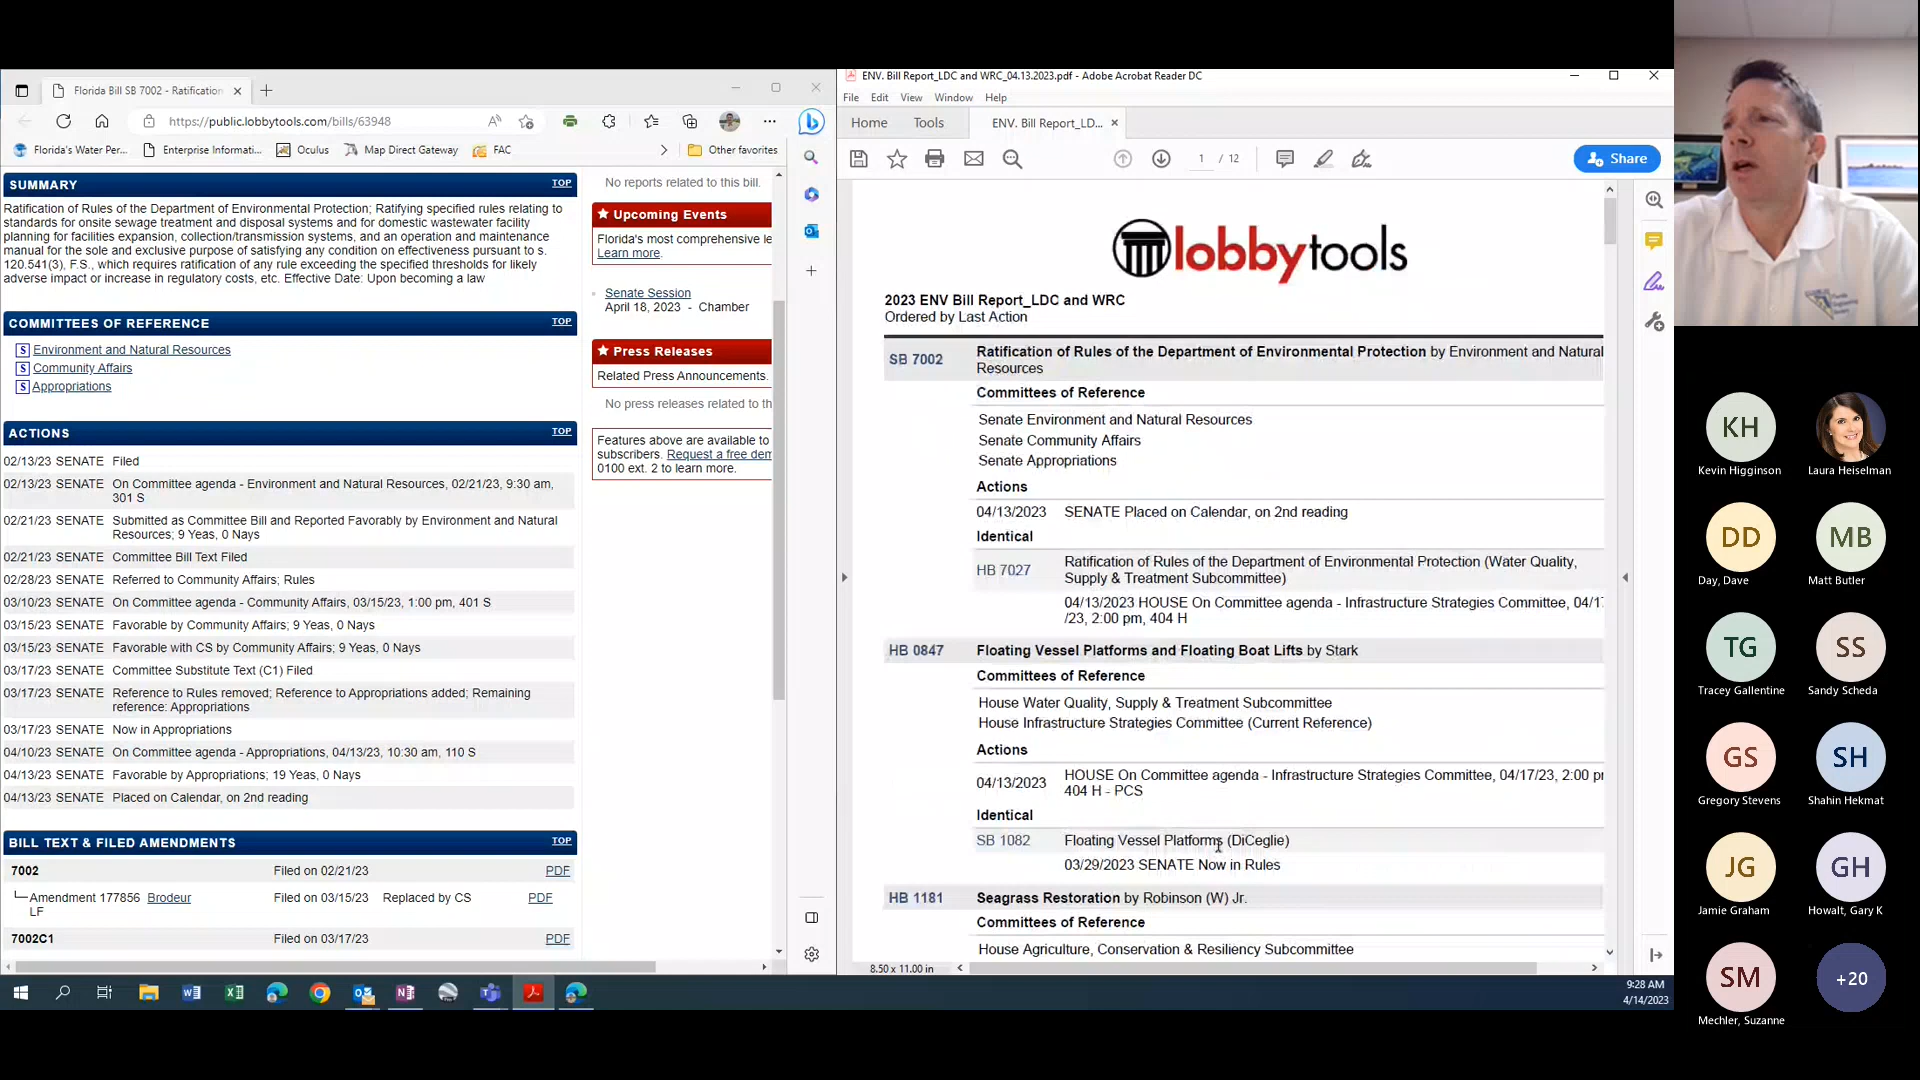 Florida Bill SB 7002 - Ratification
https://public.lobbytools.com/bills/63948
Florida's Water Per...
Enterprise Informati...
Oculus
Map Direct Gateway
FAC
Other favorites
SUMMARY
TOP
Ratification of Rules of the Department of Environmental Protection; Ratifying specified rules relating to
standards for onsite sewage treatment and disposal systems and for domestic wastewater facility
planning for facilities expansion, collection/transmission systems, and an operation and maintenance
manual for the sole and exclusive purpose of satisfying any condition on effectiveness pursuant to s.
120.541(3), F.S., which requires ratification of any rule exceeding the specified thresholds for likely
adverse impact or increase in regulatory costs, etc. Effective Date: Upon becoming a law
COMMITTEES OF REFERENCE
TOP
S Environment and Natural Resources
S Community Affairs
S Appropriations
ACTIONS
TOP
02/13/23 SENATE Filed
02/13/23 SENATE On Committee agenda - Environment and Natural Resources, 02/21/23, 9:30 am,
301 S
02/21/23 SENATE Submitted as Committee Bill and Reported Favorably by Environment and Natural
Resources; 9 Yeas, 0 Nays
02/21/23 SENATE Committee Bill Text Filed
02/28/23 SENATE Referred to Community Affairs; Rules
03/10/23 SENATE On Committee agenda - Community Affairs, 03/15/23, 1:00 pm, 401 S
03/15/23 SENATE Favorable by Community Affairs; 9 Yeas, 0 Nays
03/15/23 SENATE Favorable with CS by Community Affairs; 9 Yeas, 0 Nays
03/17/23 SENATE Committee Substitute Text (C1) Filed
03/17/23 SENATE Reference to Rules removed; Reference to Appropriations added; Remaining
reference: Appropriations
03/17/23 SENATE Now in Appropriations
04/10/23 SENATE On Committee agenda - Appropriations, 04/13/23, 10:30 am, 110 S
04/13/23 SENATE Favorable by Appropriations; 19 Yeas, 0 Nays
04/13/23 SENATE Placed on Calendar, on 2nd reading
BILL TEXT & FILED AMENDMENTS
TOP
7002 Filed on 02/21/23 PDF
Amendment 177856 Brodeur Filed on 03/15/23 Replaced by CS PDF
LF
7002C1 Filed on 03/17/23 PDF
No reports related to this bill.
Upcoming Events
Florida's most comprehensive le
Learn more.
Senate Session
April 18, 2023 - Chamber
Press Releases
Related Press Announcements.
No press releases related to th
Features above are available to
subscribers. Request a free dem
0100 ext. 2 to learn more.
ENV. Bill Report_LDC and WRC_04.13.2023.pdf - Adobe Acrobat Reader DC
File Edit View Window Help
Home Tools ENV. Bill Report_LD...
1 / 12
Share
lobbytools
2023 ENV Bill Report_LDC and WRC
Ordered by Last Action
SB 7002 Ratification of Rules of the Department of Environmental Protection by Environment and Natural
Resources
Committees of Reference
Senate Environment and Natural Resources
Senate Community Affairs
Senate Appropriations
Actions
04/13/2023 SENATE Placed on Calendar, on 2nd reading
Identical
HB 7027 Ratification of Rules of the Department of Environmental Protection (Water Quality,
Supply & Treatment Subcommittee)
04/13/2023 HOUSE On Committee agenda - Infrastructure Strategies Committee, 04/17
/23, 2:00 pm, 404 H
HB 0847 Floating Vessel Platforms and Floating Boat Lifts by Stark
Committees of Reference
House Water Quality, Supply & Treatment Subcommittee
House Infrastructure Strategies Committee (Current Reference)
Actions
04/13/2023 HOUSE On Committee agenda - Infrastructure Strategies Committee, 04/17/23, 2:00 pm
404 H - PCS
Identical
SB 1082 Floating Vessel Platforms (DiCeglie)
03/29/2023 SENATE Now in Rules
HB 1181 Seagrass Restoration by Robinson (W) Jr.
Committees of Reference
House Agriculture, Conservation & Resiliency Subcommittee
8.50 x 11.00 in
9:28 AM
4/14/2023
KH
Kevin Higginson
Laura Heiselman
DD
Day, Dave
MB
Matt Butler
TG
Tracey Gallentine
SS
Sandy Scheda
GS
Gregory Stevens
SH
Shahin Hekmat
JG
Jamie Graham
GH
Howalt, Gary K
SM
Mechler, Suzanne
+20